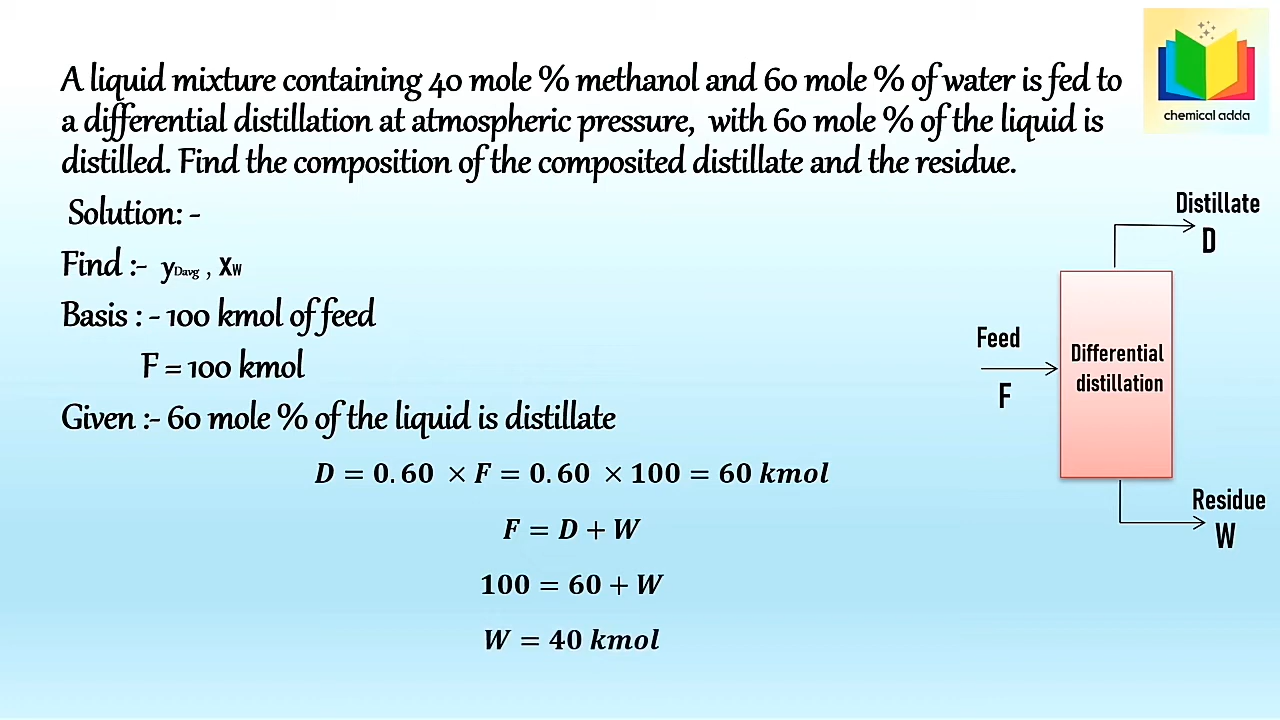 A liquid mixture containing 40 mole % methanol and 60 mole % of water is fed to
a differential distillation at atmospheric pressure, with 60 mole % of the liquid is
distilled. Find the composition of the composited distillate and the residue.
chemical adda
Solution: -
Find :- yDavg , xW
Basis : - 100 kmol of feed
F = 100 kmol
Given :- 60 mole % of the liquid is distillate
D = 0.60 × F = 0.60 × 100 = 60 kmol
F = D + W
100 = 60 + W
W = 40 kmol
Distillate
D
Feed
F
Differential
distillation
Residue
W